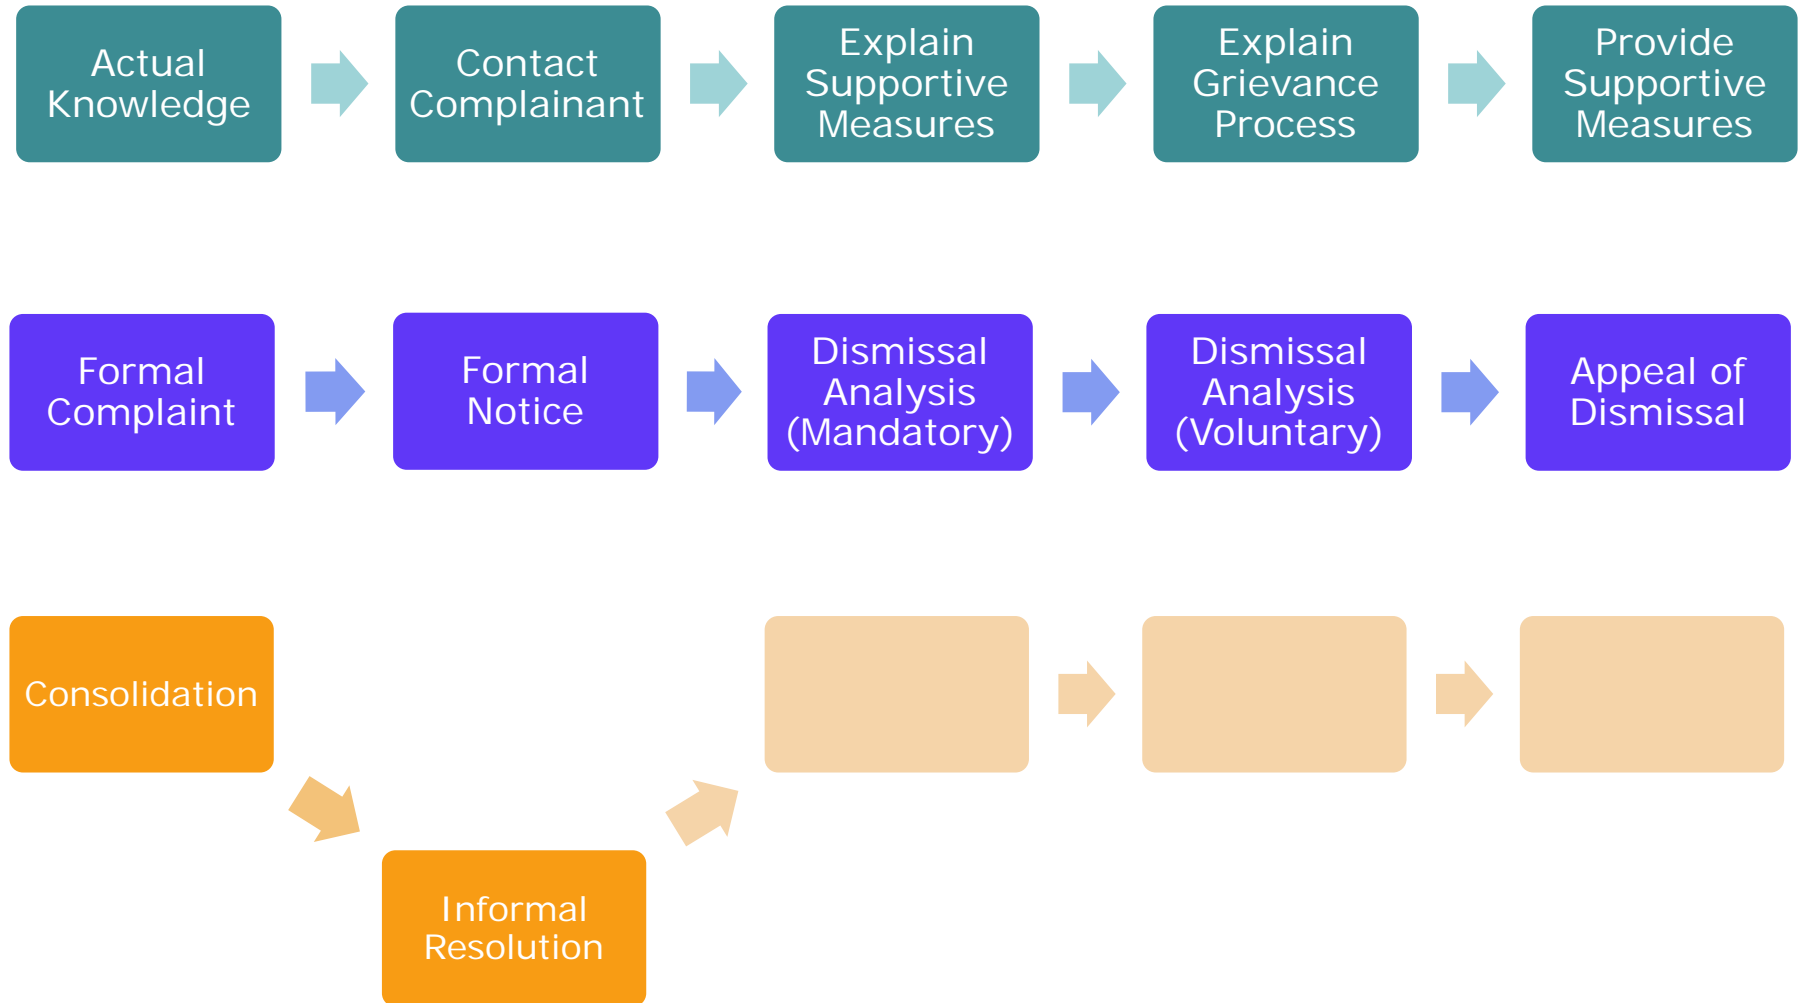 Actual
Knowledge
Contact
Complainant
Explain
Supportive
Measures
Explain
Grievance
Process
Provide
Supportive
Measures
Formal
Complaint
Formal
Notice
Dismissal
Analysis
(Mandatory)
Dismissal
Analysis
(Voluntary)
Appeal of
Dismissal
Consolidation
Informal
Resolution